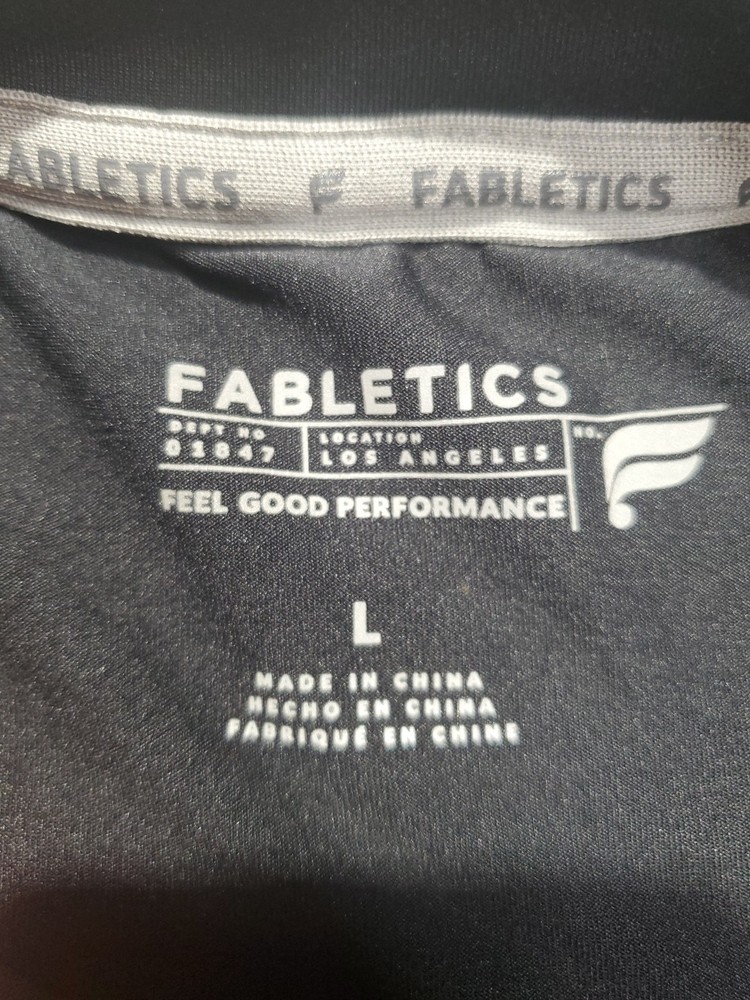 ABLETICS FABLETICS
FABLETICS
DEPT NO
01847
LOCATION
LOS ANGELES
NO.
FEEL GOOD PERFORMANCE
L
MADE IN CHINA
HECHO EN CHINA
FABRIQUÉ EN CHINE